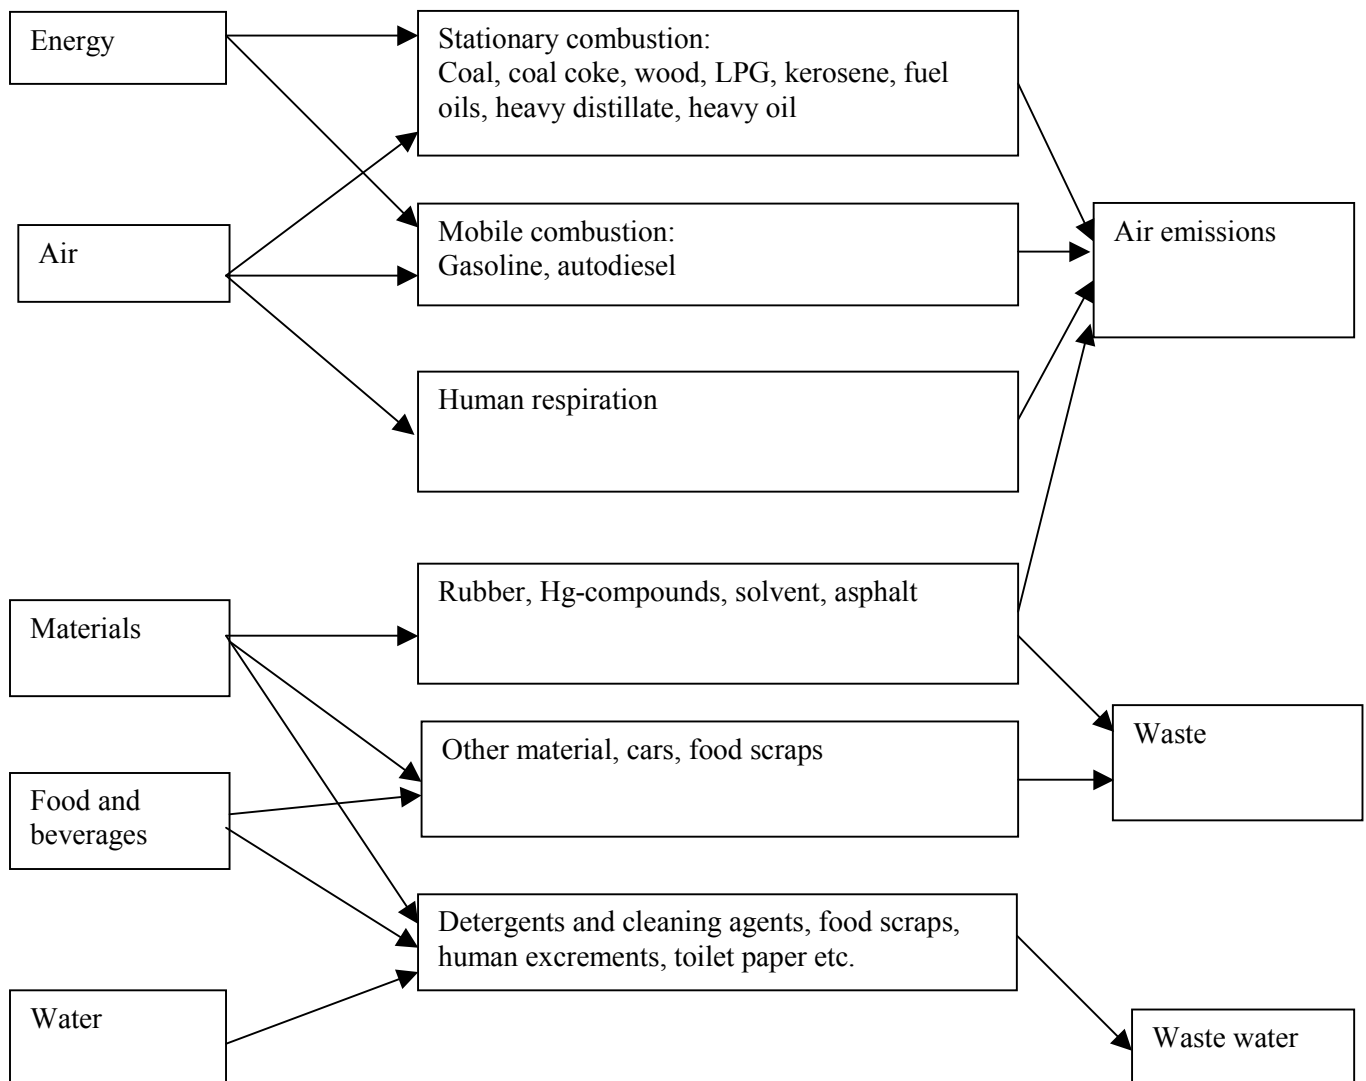 Energy
Stationary combustion:
Coal, coal coke, wood, LPG, kerosene, fuel
oils, heavy distillate, heavy oil
Air
Mobile combustion:
Gasoline, autodiesel
Air emissions
Human respiration
Materials
Rubber, Hg-compounds, solvent, asphalt
Other material, cars, food scraps
Waste
Food and
beverages
Detergents and cleaning agents, food scraps,
human excrements, toilet paper etc.
Water
Waste water